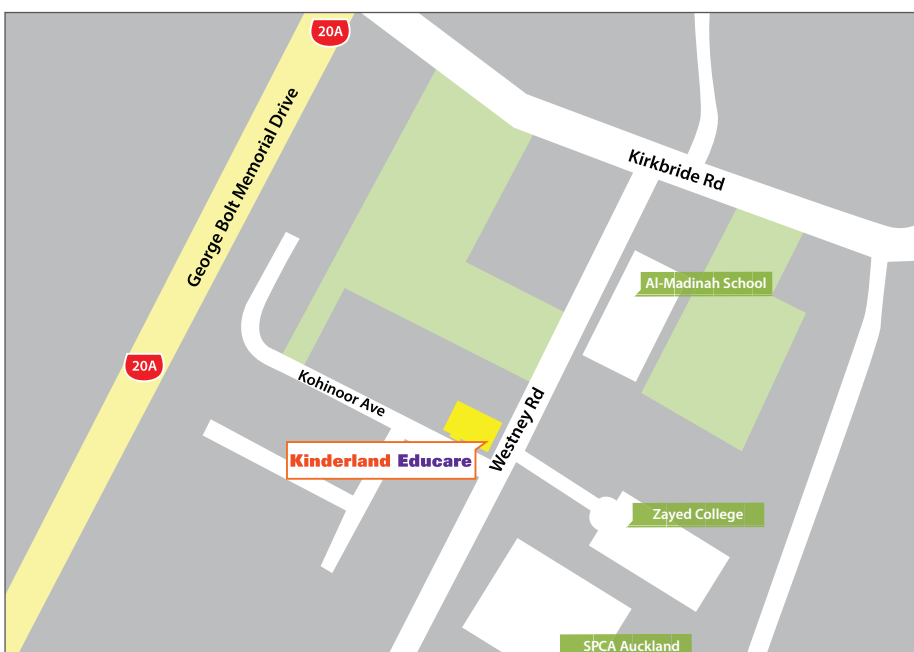 20A
George Bolt Memorial Drive
Kirkbride Rd
Al-Madinah School
20A
Kohinoor Ave
Westney Rd
Kinderland Educare
Zayed College
SPCA Auckland